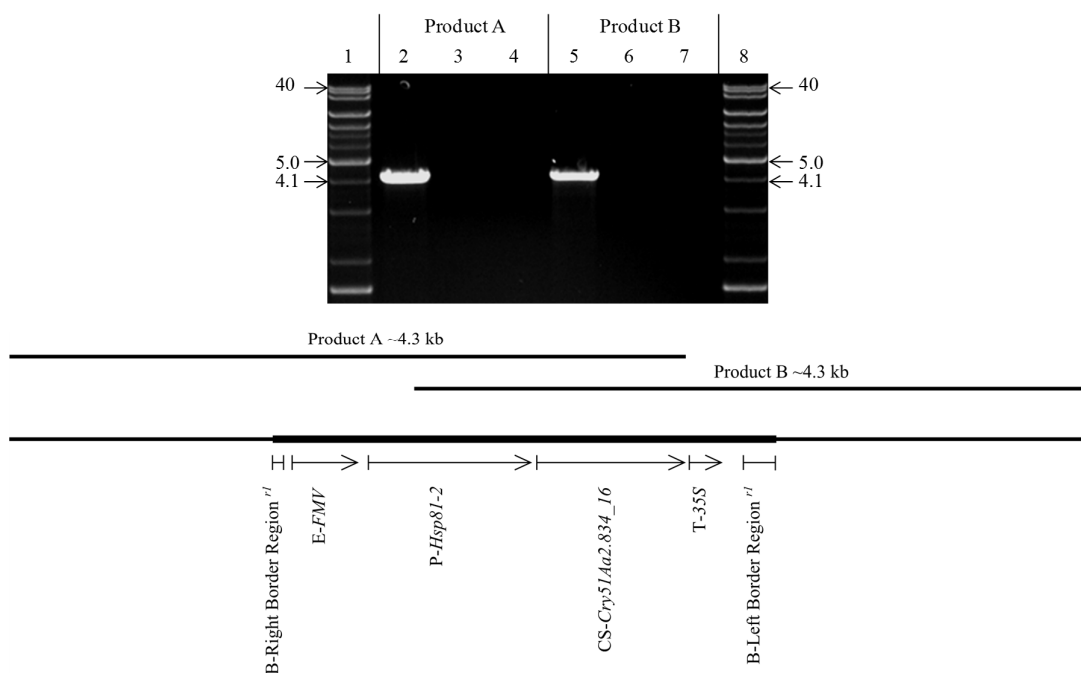 Product A Product B
1 2 3 4 5 6 7 8
40 40
5.0 5.0
4.1 4.1
Product A ~4.3 kb
Product B ~4.3 kb
B-Right Border Region r1
E-FMV
P-Hsp81-2
CS-Cry51Aa2.834_16
T-35S
B-Left Border Region r1